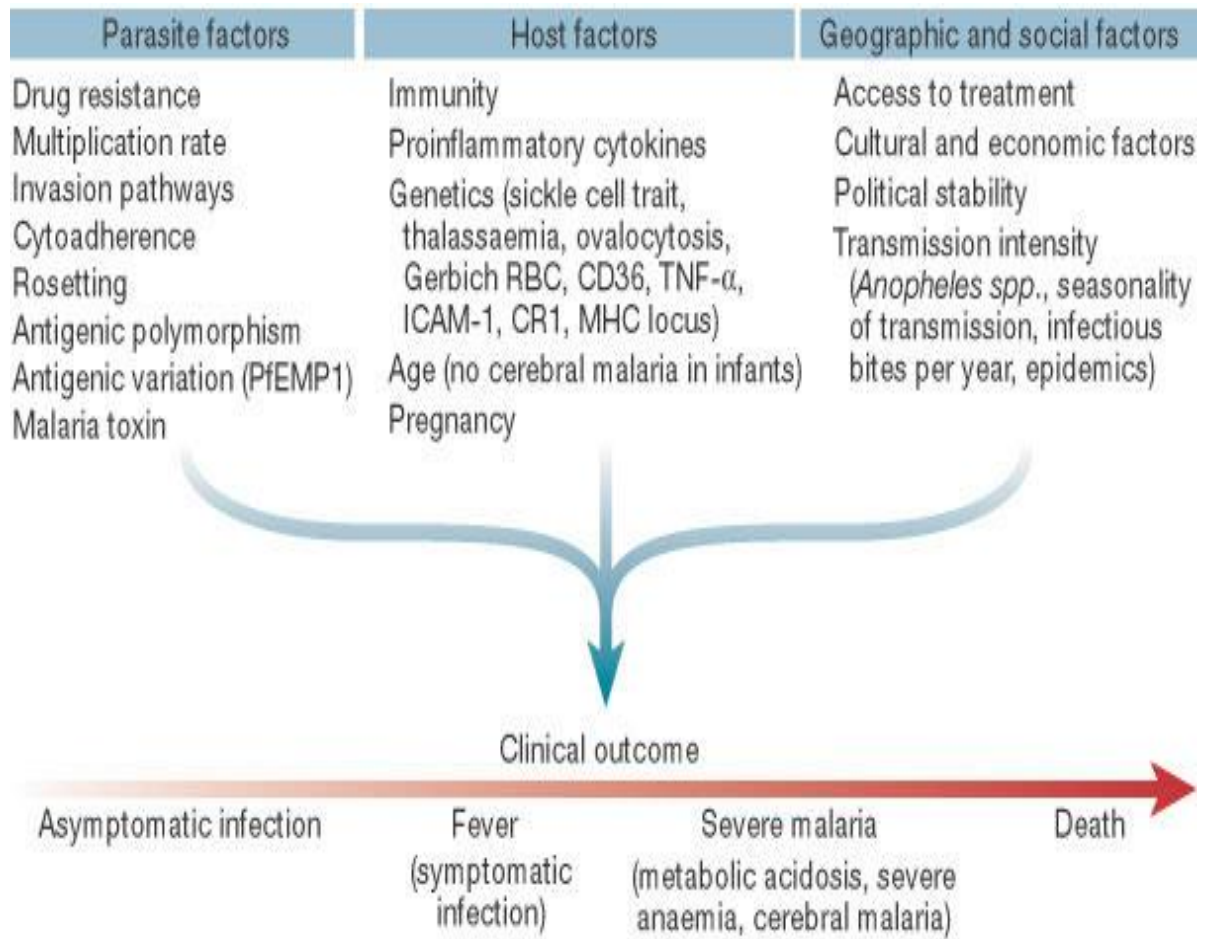 Parasite factors
Drug resistance
Multiplication rate
Invasion pathways
Cytoadherence
Rosetting
Antigenic polymorphism
Antigenic variation (PfEMP1)
Malaria toxin
Host factors
Immunity
Proinflammatory cytokines
Genetics (sickle cell trait,
thalassaemia, ovalocytosis,
Gerbich RBC, CD36, TNF-α,
ICAM-1, CR1, MHC locus)
Age (no cerebral malaria in infants)
Pregnancy
Geographic and social factors
Access to treatment
Cultural and economic factors
Political stability
Transmission intensity
(Anopheles spp., seasonality
of transmission, infectious
bites per year, epidemics)
Clinical outcome
Asymptomatic infection
Fever
(symptomatic
infection)
Severe malaria
(metabolic acidosis, severe
anaemia, cerebral malaria)
Death